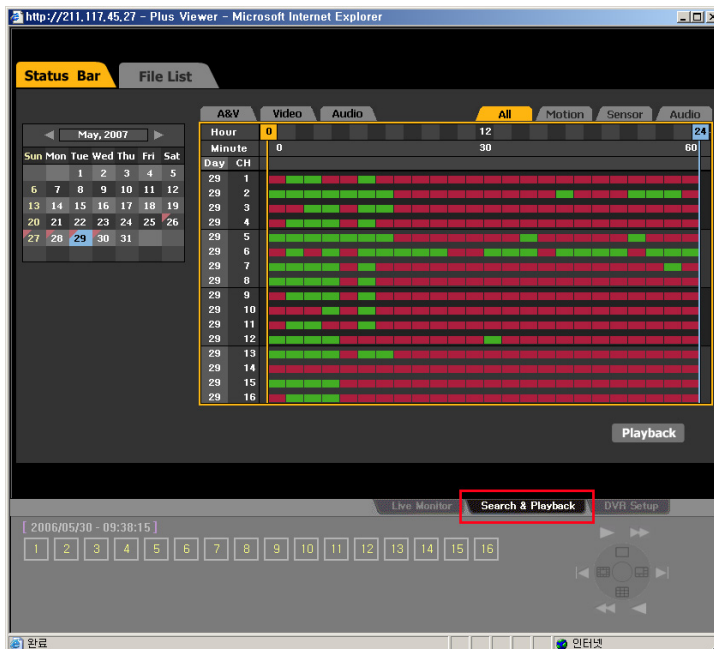 http://211,117,45,27 - Plus Viewer - Microsoft Internet Explorer
Status Bar File List
A&V Video Audio All Motion Sensor Audio
May, 2007
Sun Mon Tue Wed Thu Fri Sat
1 2 3 4 5
6 7 8 9 10 11 12
13 14 15 16 17 18 19
20 21 22 23 24 25 26
27 28 29 30 31
Hour 0 12 24
Minute 0 30 60
Day CH
29 1
29 2
29 3
29 4
29 5
29 6
29 7
29 8
29 9
29 10
29 11
29 12
29 13
29 14
29 15
29 16
Playback
Live Monitor Search & Playback DVR Setup
[ 2006/05/30 - 09:38:15 ]
1 2 3 4 5 6 7 8 9 10 11 12 13 14 15 16
완료 인터넷